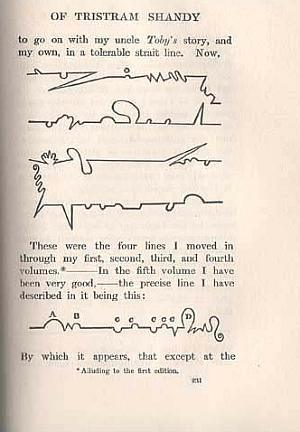 OF TRISTRAM SHANDY
to go on with my uncle Toby's story, and
my own, in a tolerable strait line. Now,
These were the four lines I moved in
through my first, second, third, and fourth
volumes.*——In the fifth volume I have
been very good,——the precise line I have
described in it being this:
A B C C C C C D
By which it appears, that except at the
*Alluding to the first edition.
231